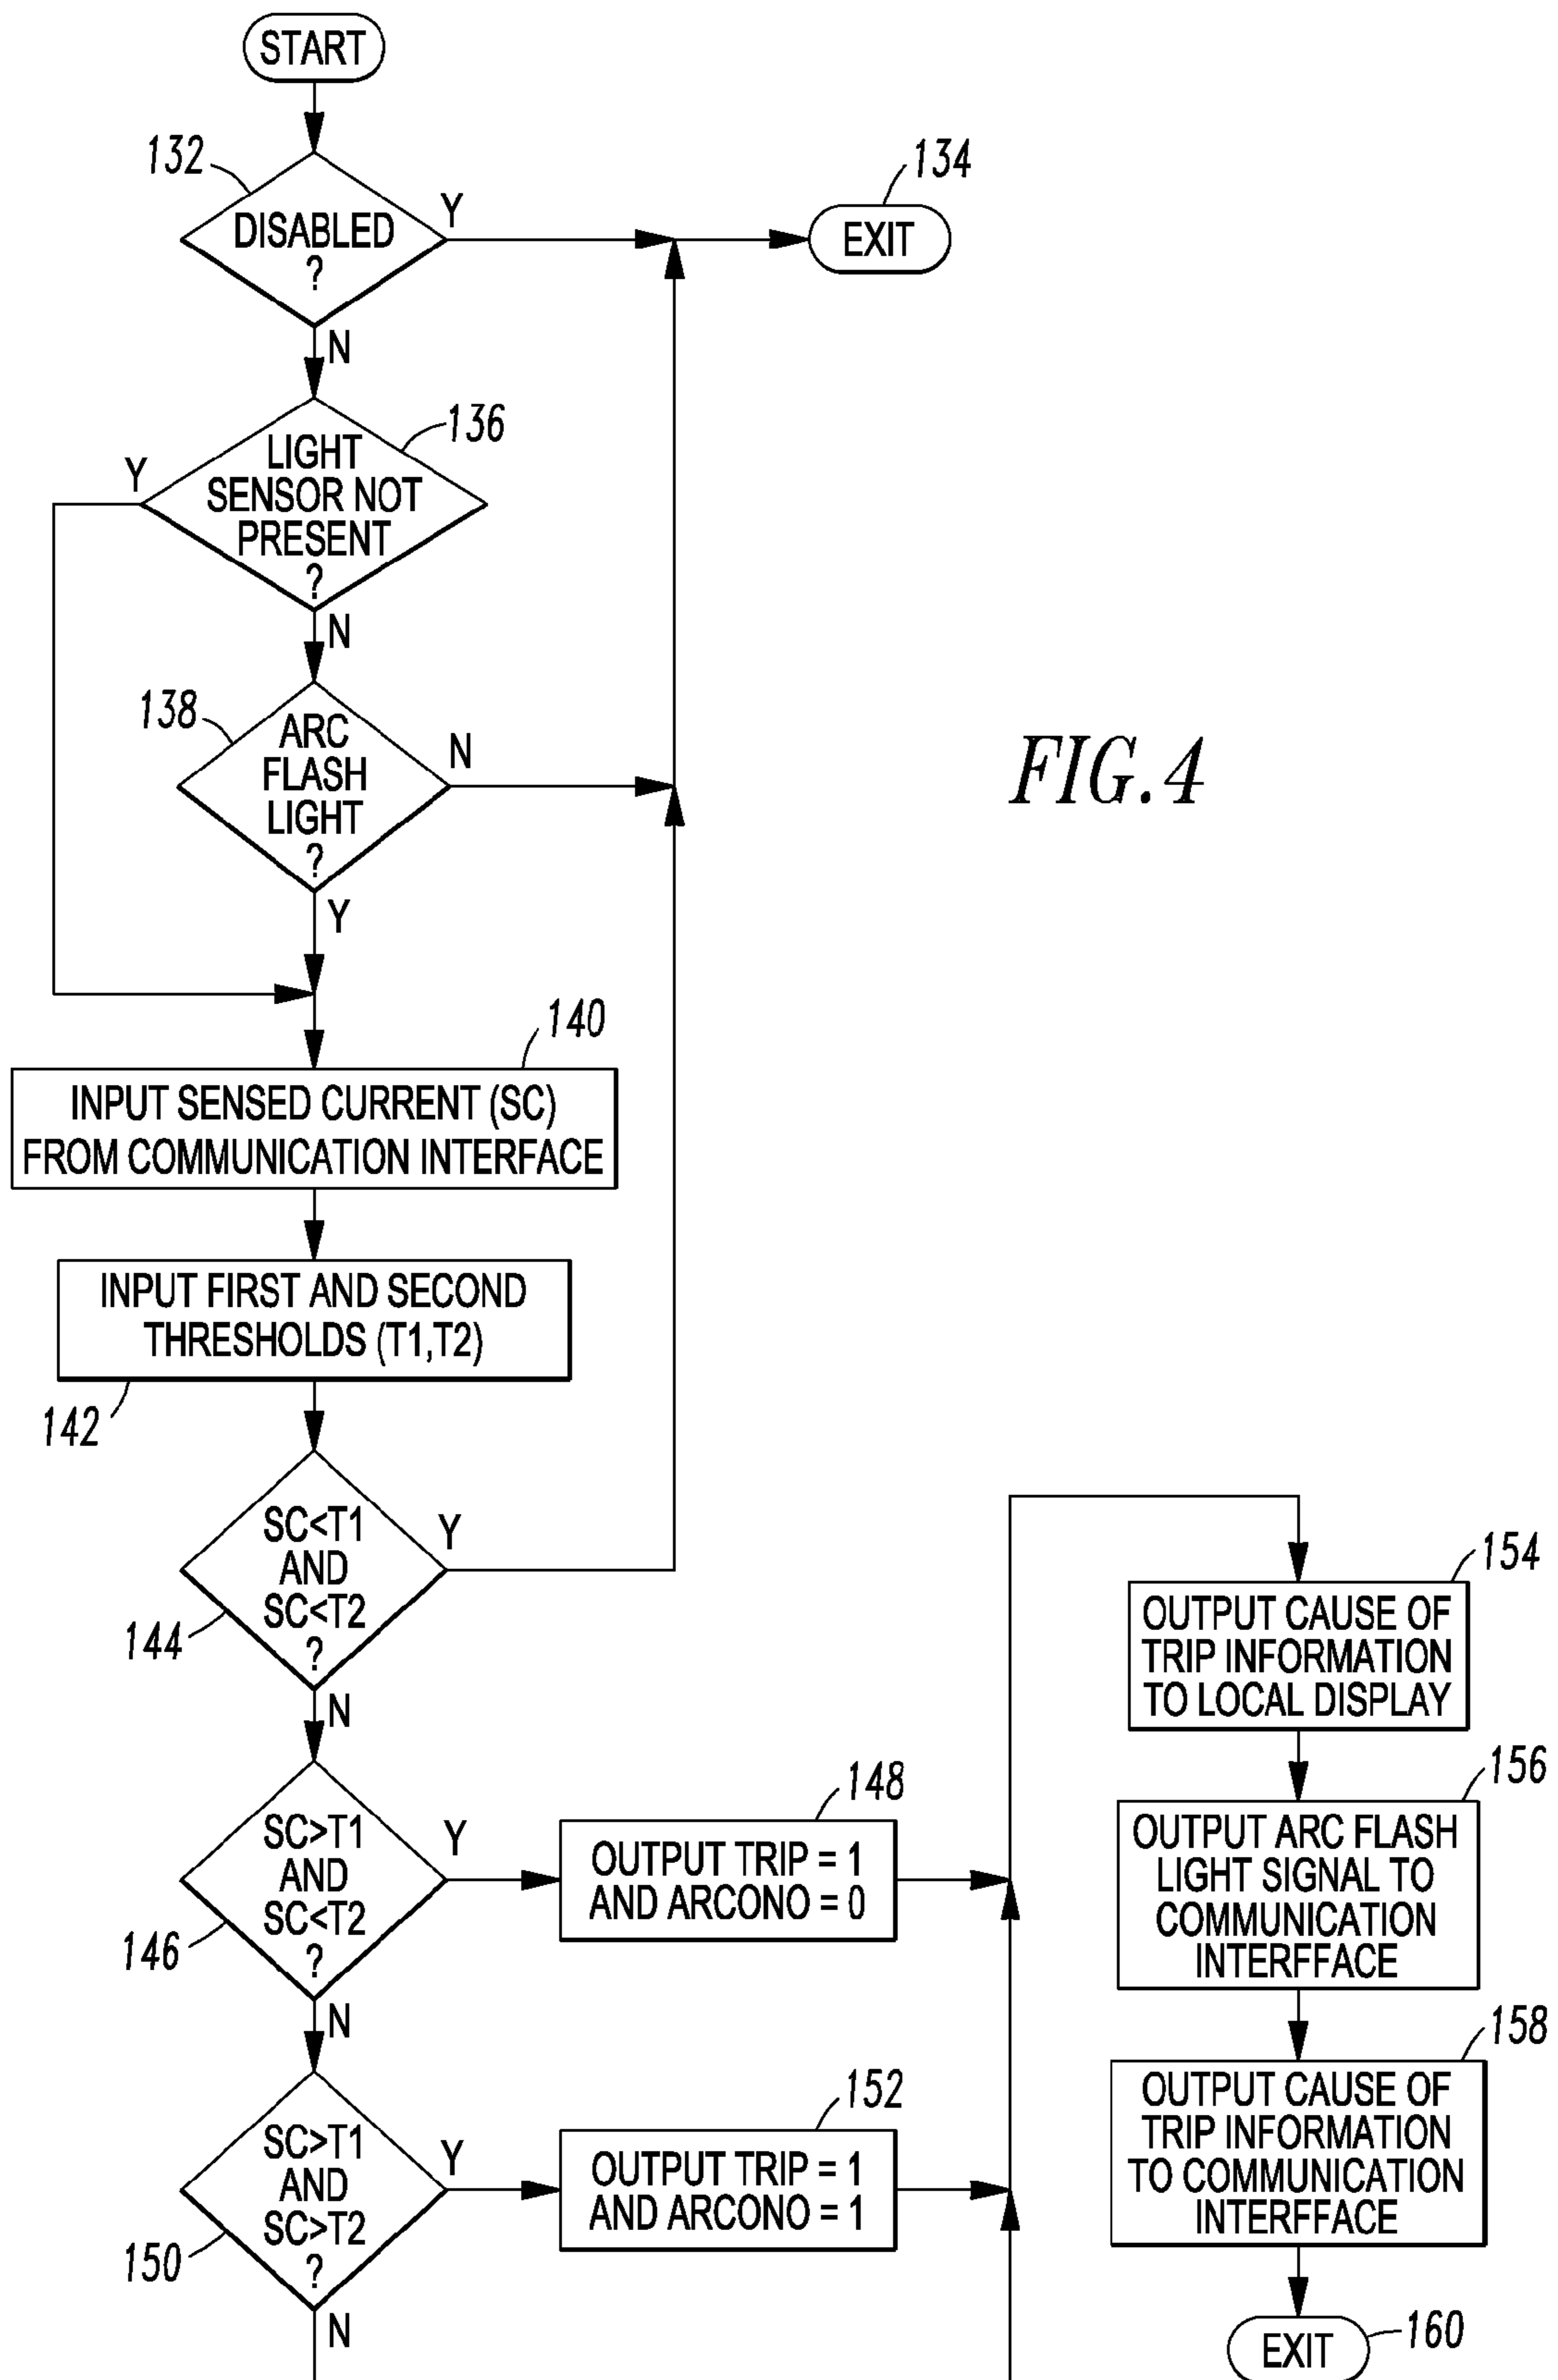 START
132
DISABLED
?
Y
134
EXIT
N
136
Y
LIGHT
SENSOR NOT
PRESENT
?
N
138
ARC
FLASH
LIGHT
?
N
Y
FIG.4
140
INPUT SENSED CURRENT (SC)
FROM COMMUNICATION INTERFACE
INPUT FIRST AND SECOND
THRESHOLDS (T1,T2)
142
SC<T1
AND
SC<T2
?
Y
144
N
SC>T1
AND
SC<T2
?
Y
146
148
OUTPUT TRIP = 1
AND ARCONO = 0
N
SC>T1
AND
SC>T2
?
Y
150
152
OUTPUT TRIP = 1
AND ARCONO = 1
N
154
OUTPUT CAUSE OF
TRIP INFORMATION
TO LOCAL DISPLAY
156
OUTPUT ARC FLASH
LIGHT SIGNAL TO
COMMUNICATION
INTERFFACE
158
OUTPUT CAUSE OF
TRIP INFORMATION
TO COMMUNICATION
INTERFFACE
EXIT
160